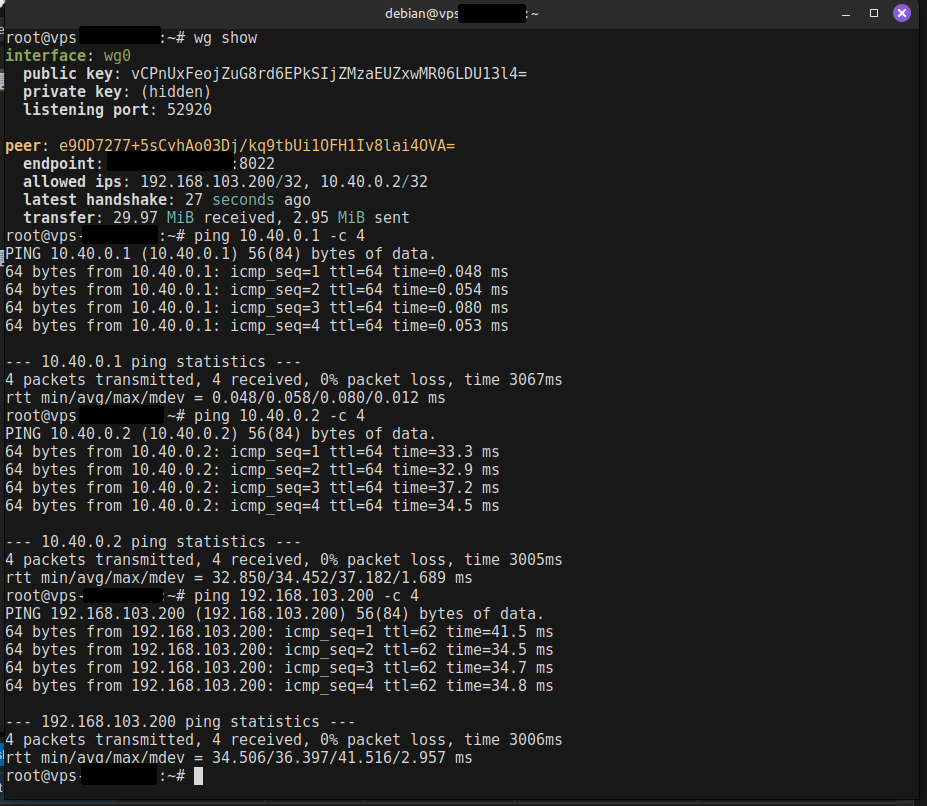 debian@vps :~
root@vps :~# wg show
interface: wg0
public key: vCPnUxFeojZuG8rd6EPkSIjZMzaEUZxwMR06LDU13l4=
private key: (hidden)
listening port: 52920
peer: e9OD7277+5sCvhAo03Dj/kq9tbUi1OFH1Iv8lai4OVA=
endpoint: :8022
allowed ips: 192.168.103.200/32, 10.40.0.2/32
latest handshake: 27 seconds ago
transfer: 29.97 MiB received, 2.95 MiB sent
root@vps- :~# ping 10.40.0.1 -c 4
PING 10.40.0.1 (10.40.0.1) 56(84) bytes of data.
64 bytes from 10.40.0.1: icmp_seq=1 ttl=64 time=0.048 ms
64 bytes from 10.40.0.1: icmp_seq=2 ttl=64 time=0.054 ms
64 bytes from 10.40.0.1: icmp_seq=3 ttl=64 time=0.080 ms
64 bytes from 10.40.0.1: icmp_seq=4 ttl=64 time=0.053 ms
--- 10.40.0.1 ping statistics ---
4 packets transmitted, 4 received, 0% packet loss, time 3067ms
rtt min/avg/max/mdev = 0.048/0.058/0.080/0.012 ms
root@vps :~# ping 10.40.0.2 -c 4
PING 10.40.0.2 (10.40.0.2) 56(84) bytes of data.
64 bytes from 10.40.0.2: icmp_seq=1 ttl=64 time=33.3 ms
64 bytes from 10.40.0.2: icmp_seq=2 ttl=64 time=32.9 ms
64 bytes from 10.40.0.2: icmp_seq=3 ttl=64 time=37.2 ms
64 bytes from 10.40.0.2: icmp_seq=4 ttl=64 time=34.5 ms
--- 10.40.0.2 ping statistics ---
4 packets transmitted, 4 received, 0% packet loss, time 3005ms
rtt min/avg/max/mdev = 32.850/34.452/37.182/1.689 ms
root@vps- :~# ping 192.168.103.200 -c 4
PING 192.168.103.200 (192.168.103.200) 56(84) bytes of data.
64 bytes from 192.168.103.200: icmp_seq=1 ttl=62 time=41.5 ms
64 bytes from 192.168.103.200: icmp_seq=2 ttl=62 time=34.5 ms
64 bytes from 192.168.103.200: icmp_seq=3 ttl=62 time=34.7 ms
64 bytes from 192.168.103.200: icmp_seq=4 ttl=62 time=34.8 ms
--- 192.168.103.200 ping statistics ---
4 packets transmitted, 4 received, 0% packet loss, time 3006ms
rtt min/avg/max/mdev = 34.506/36.397/41.516/2.957 ms
root@vps- :~#